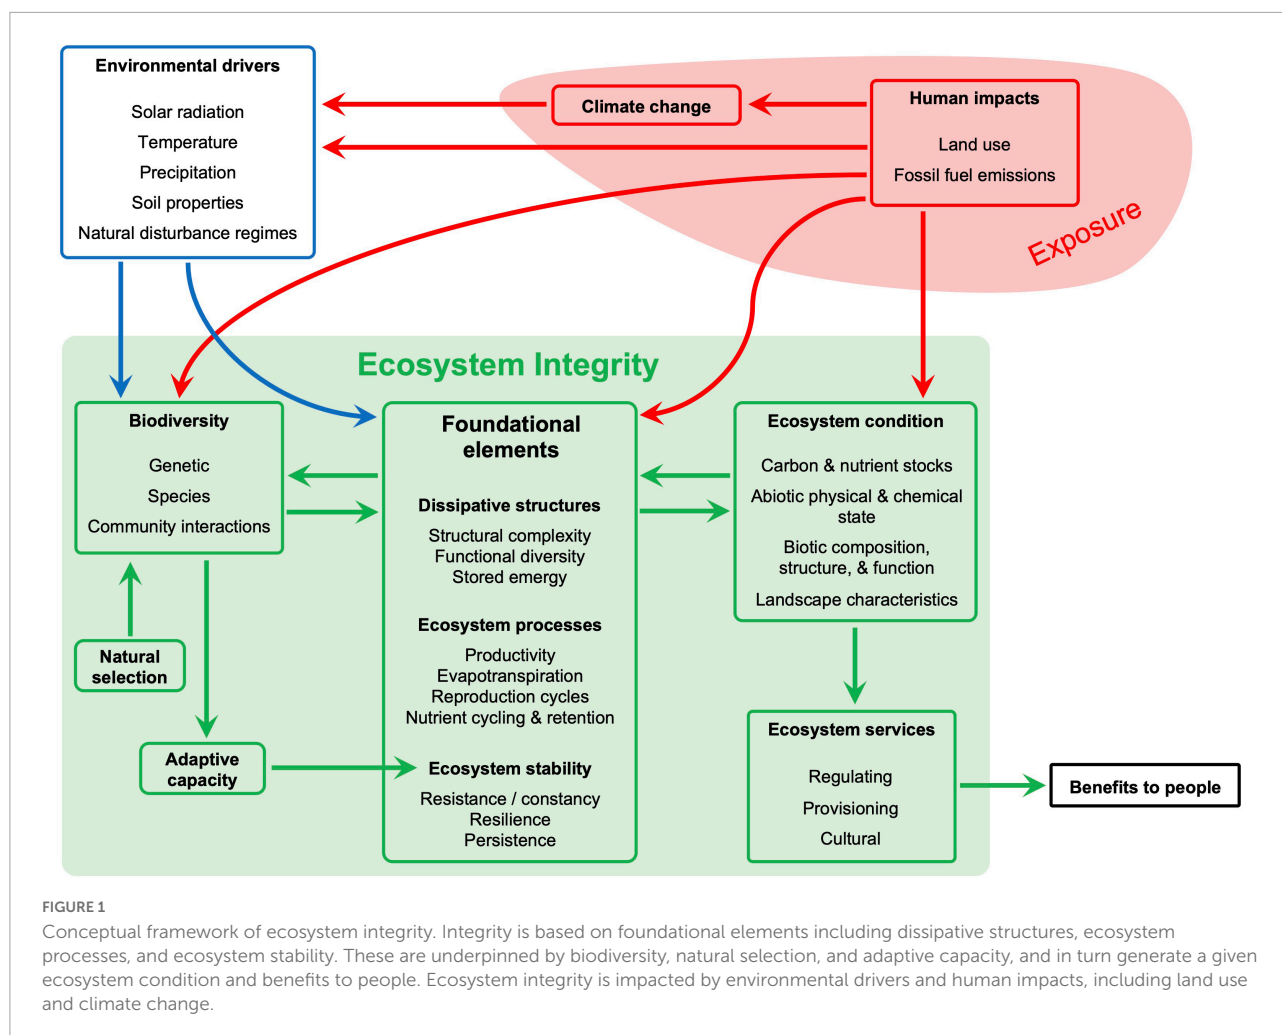 Environmental drivers
Solar radiation
Temperature
Precipitation
Soil properties
Natural disturbance regimes
Climate change
Human impacts
Land use
Fossil fuel emissions
Exposure
Ecosystem Integrity
Biodiversity
Genetic
Species
Community interactions
Natural
selection
Adaptive
capacity
Foundational
elements
Dissipative structures
Structural complexity
Functional diversity
Stored emergy
Ecosystem processes
Productivity
Evapotranspiration
Reproduction cycles
Nutrient cycling & retention
Ecosystem stability
Resistance / constancy
Resilience
Persistence
Ecosystem condition
Carbon & nutrient stocks
Abiotic physical & chemical
state
Biotic composition,
structure, & function
Landscape characteristics
Ecosystem services
Regulating
Provisioning
Cultural
Benefits to people
FIGURE 1
Conceptual framework of ecosystem integrity. Integrity is based on foundational elements including dissipative structures, ecosystem
processes, and ecosystem stability. These are underpinned by biodiversity, natural selection, and adaptive capacity, and in turn generate a given
ecosystem condition and benefits to people. Ecosystem integrity is impacted by environmental drivers and human impacts, including land use
and climate change.